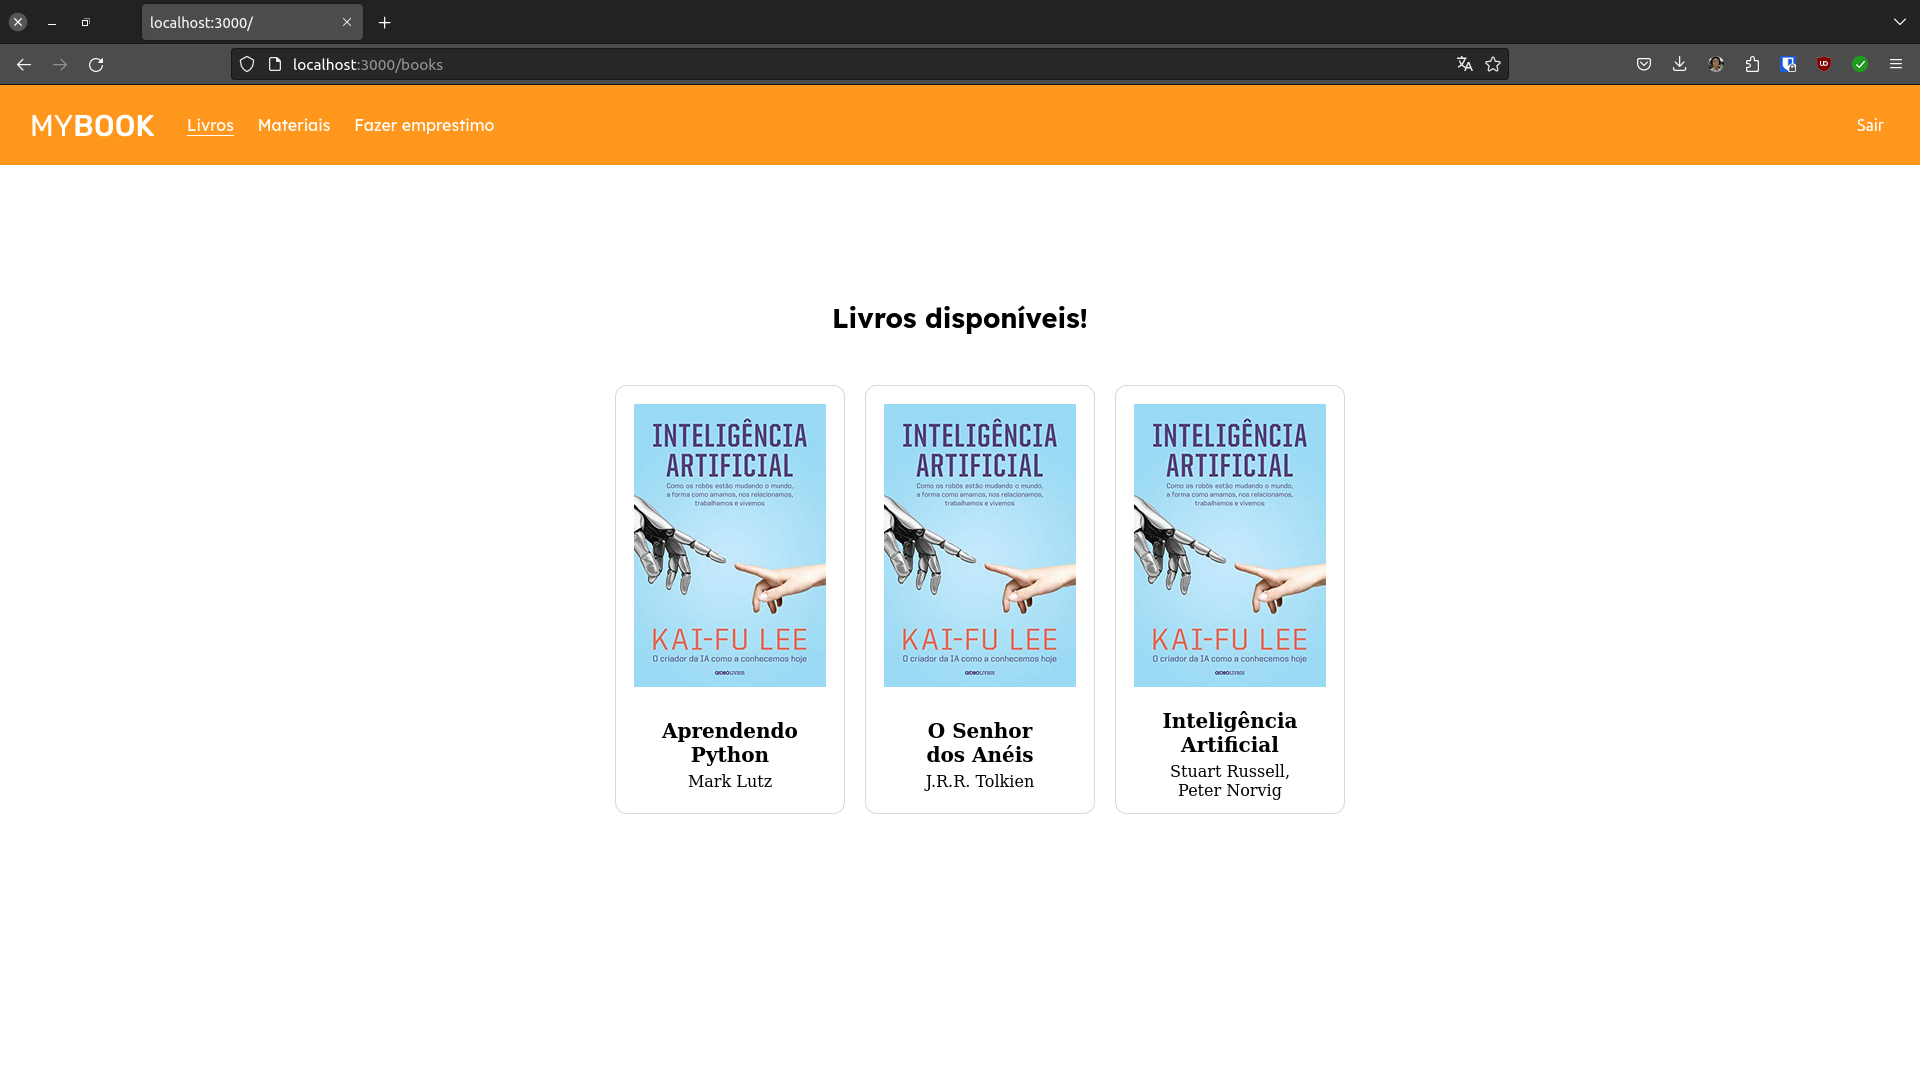 localhost:3000/
localhost:3000/books
MYBOOK Livros Materiais Fazer emprestimo Sair
Livros disponíveis!
INTELIGÊNCIA
ARTIFICIAL
Como os robôs estão mudando o mundo,
a forma como amamos, nos relacionamos,
trabalhamos e vivemos
KAI-FU LEE
O criador da IA como a conhecemos hoje
GLOBOLIVROS
Aprendendo
Python
Mark Lutz
INTELIGÊNCIA
ARTIFICIAL
Como os robôs estão mudando o mundo,
a forma como amamos, nos relacionamos,
trabalhamos e vivemos
KAI-FU LEE
O criador da IA como a conhecemos hoje
GLOBOLIVROS
O Senhor
dos Anéis
J.R.R. Tolkien
INTELIGÊNCIA
ARTIFICIAL
Como os robôs estão mudando o mundo,
a forma como amamos, nos relacionamos,
trabalhamos e vivemos
KAI-FU LEE
O criador da IA como a conhecemos hoje
GLOBOLIVROS
Inteligência
Artificial
Stuart Russell,
Peter Norvig